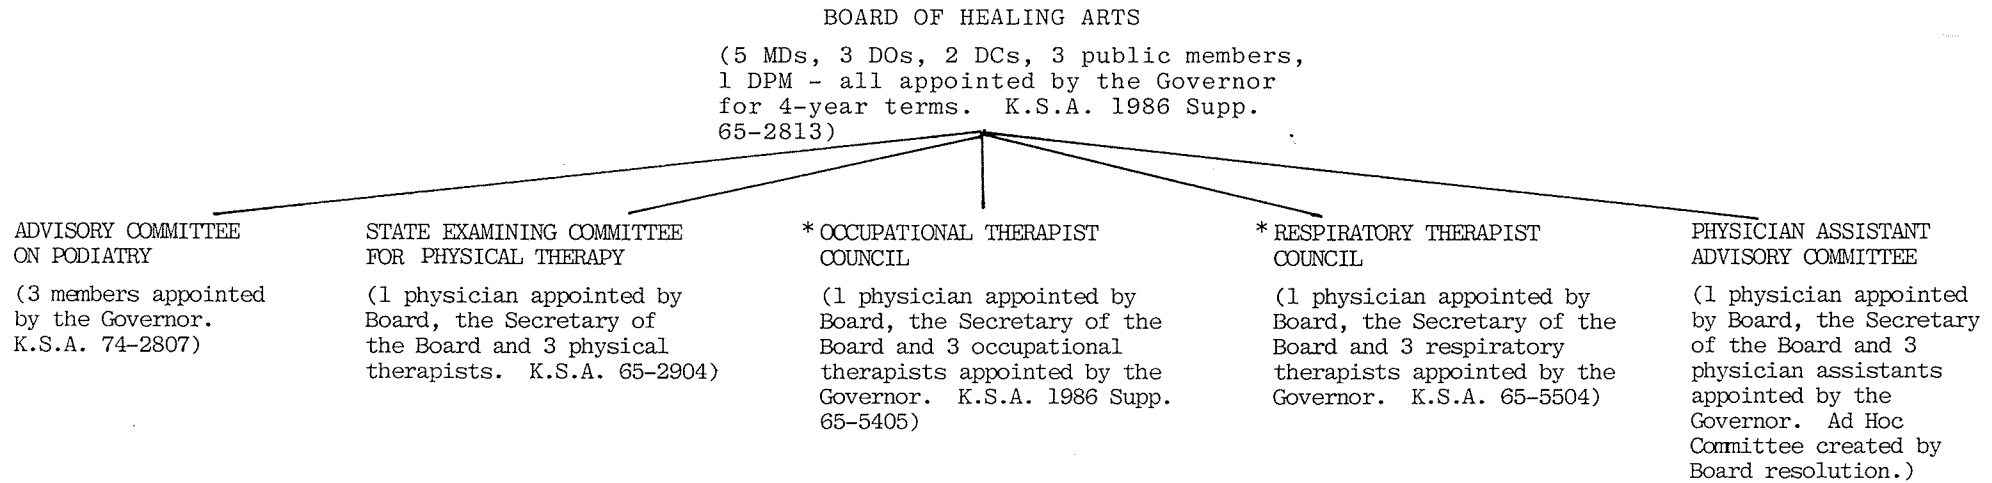 BOARD OF HEALING ARTS
(5 MDs, 3 DOs, 2 DCs, 3 public members,
1 DPM - all appointed by the Governor
for 4-year terms. K.S.A. 1986 Supp.
65-2813)
ADVISORY COMMITTEE
ON PODIATRY
(3 members appointed
by the Governor.
K.S.A. 74-2807)
STATE EXAMINING COMMITTEE
FOR PHYSICAL THERAPY
(1 physician appointed by
Board, the Secretary of
the Board and 3 physical
therapists. K.S.A. 65-2904)
* OCCUPATIONAL THERAPIST
COUNCIL
(1 physician appointed by
Board, the Secretary of the
Board and 3 occupational
therapists appointed by the
Governor. K.S.A. 1986 Supp.
65-5405)
* RESPIRATORY THERAPIST
COUNCIL
(1 physician appointed by
Board, the Secretary of the
Board and 3 respiratory
therapists appointed by the
Governor. K.S.A. 65-5504)
PHYSICIAN ASSISTANT
ADVISORY COMMITTEE
(1 physician appointed
by Board, the Secretary
of the Board and 3
physician assistants
appointed by the
Governor. Ad Hoc
Committee created by
Board resolution.)